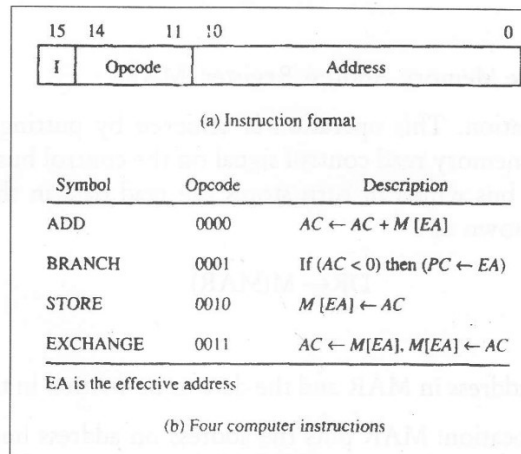 15 14 11 10 0
I Opcode Address
(a) Instruction format
Symbol Opcode Description
ADD 0000 AC ← AC + M [EA]
BRANCH 0001 If (AC < 0) then (PC ← EA)
STORE 0010 M [EA] ← AC
EXCHANGE 0011 AC ← M[EA], M[EA] ← AC
EA is the effective address
(b) Four computer instructions